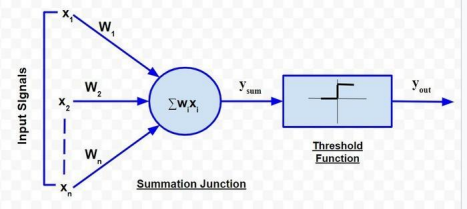 Input Signals
x1
x2
xn
W1
W2
Wn
∑wixi
ysum
yout
Summation Junction
Threshold
Function